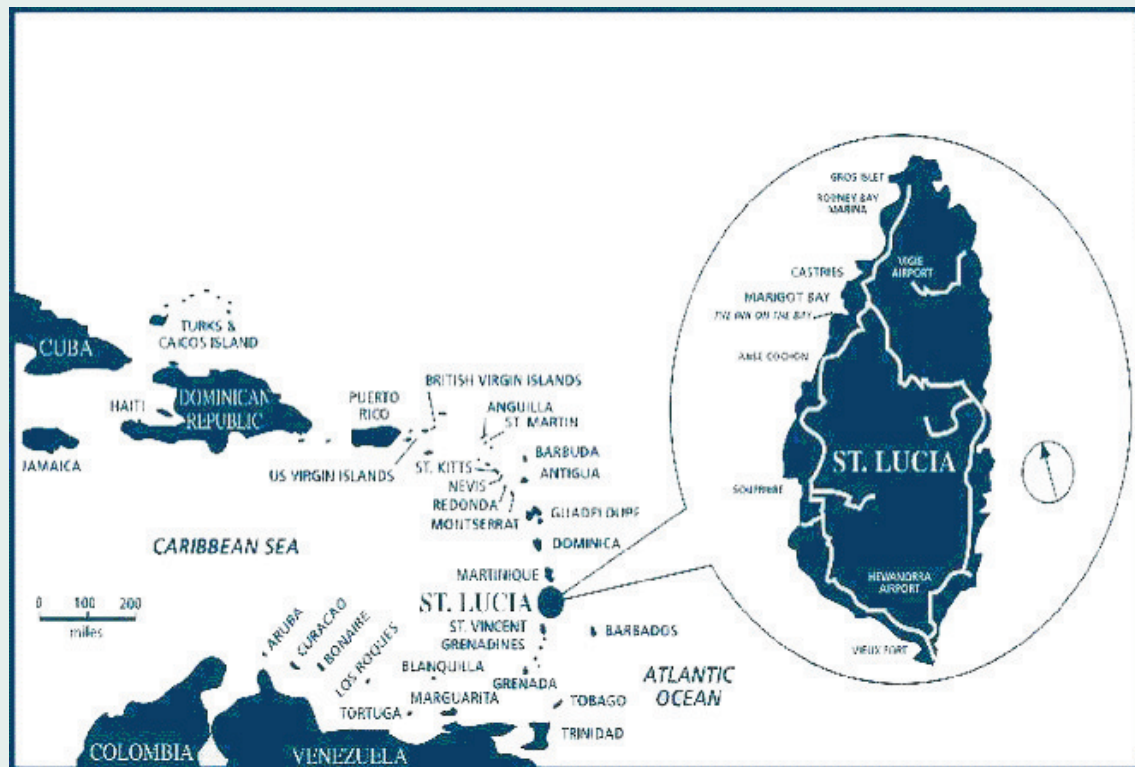 GROS ISLET
RODNEY BAY
MARINA
CASTRIES
VIGIE
AIRPORT
MARIGOT BAY
THE INN ON THE BAY
ANSE COCHON
ST. LUCIA
SOUFRIERE
HEWANORRA
AIRPORT
VIEUX FORT
TURKS &
CAICOS ISLAND
CUBA
HAITI
DOMINICAN
REPUBLIC
PUERTO
RICO
BRITISH VIRGIN ISLANDS
ANGUILLA
ST. MARTIN
JAMAICA
US VIRGIN ISLANDS
BARBUDA
ST. KITTS
ANTIGUA
NEVIS
REDONDA
MONTSERRAT
GUADELOUPE
CARIBBEAN SEA
DOMINICA
MARTINIQUE
0 100 200
miles
ST. LUCIA
ST. VINCENT
GRENADINES
BARBADOS
ARUBA
CURACAO
BONAIRE
LOS ROQUES
BLANQUILLA
GRENADA
ATLANTIC
OCEAN
MARGUARITA
TORTUGA
TOBAGO
TRINIDAD
COLOMBIA
VENEZUELA